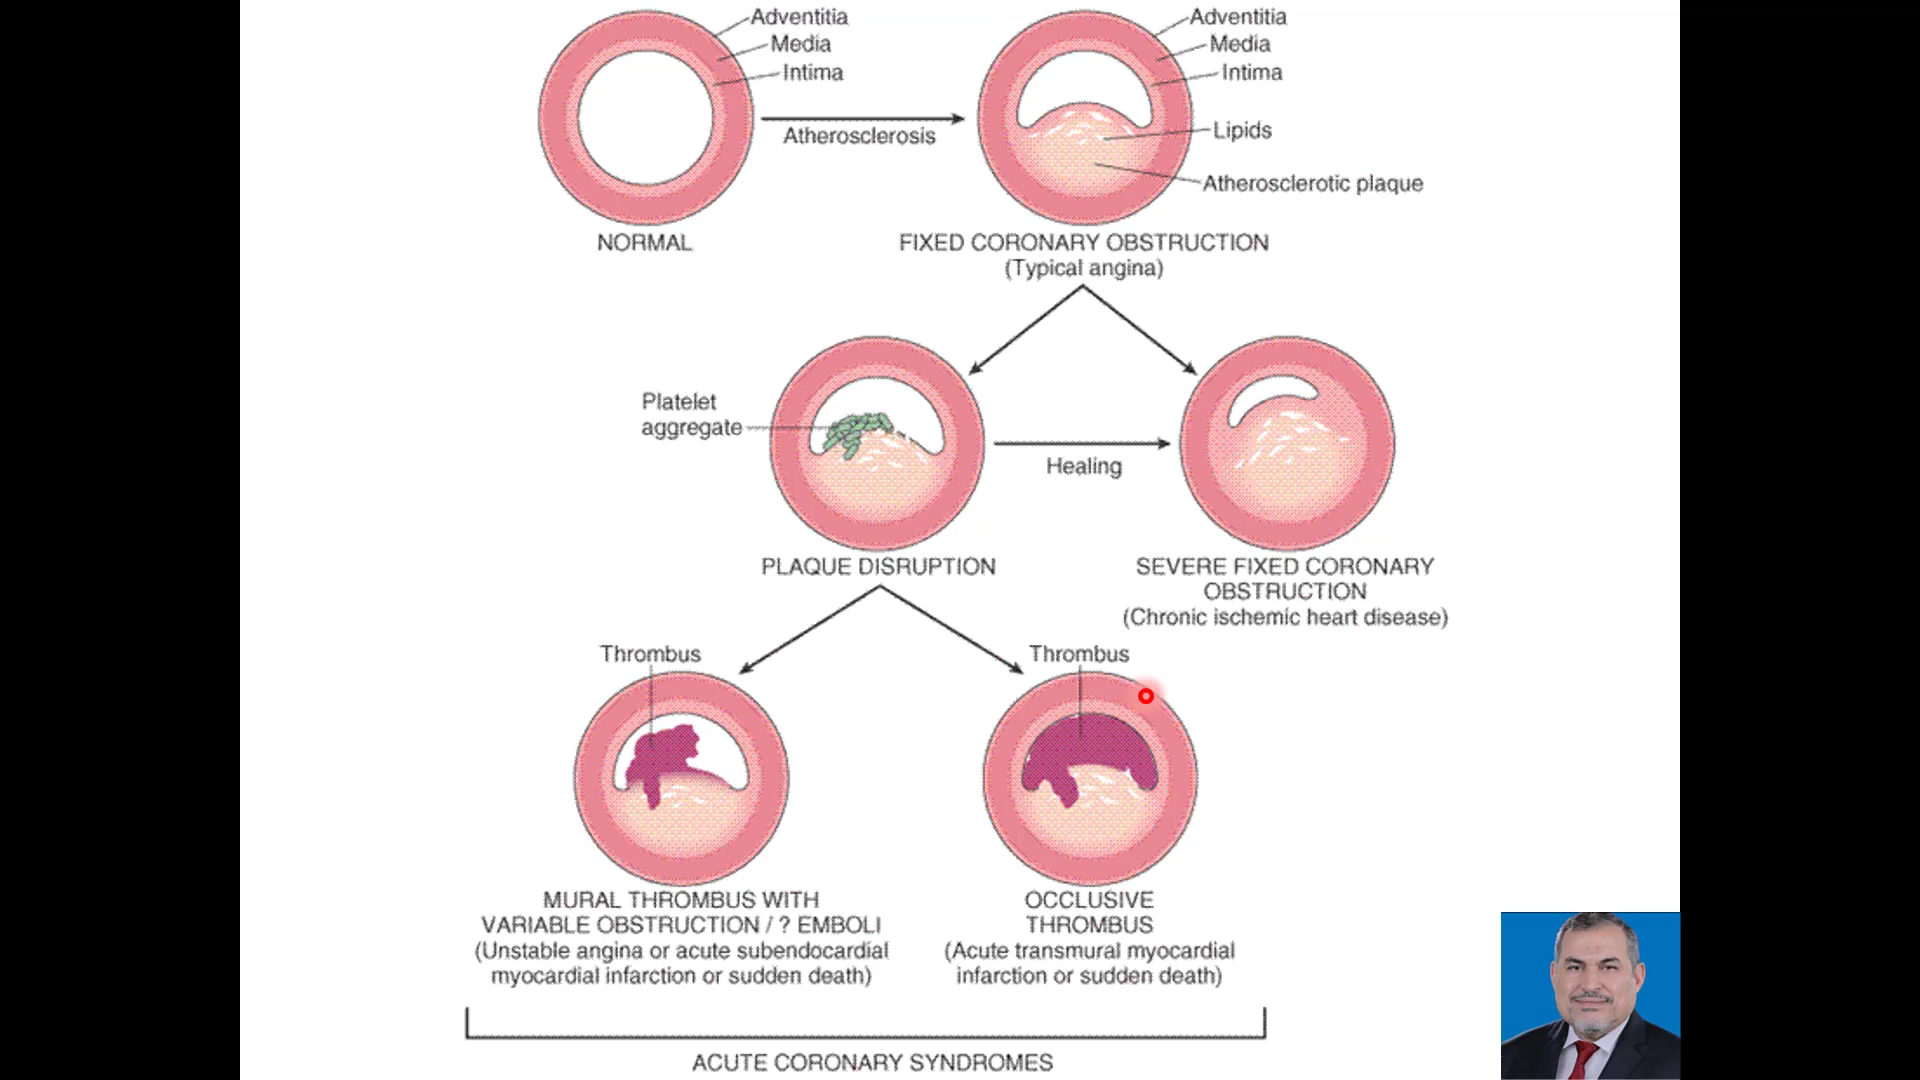 Adventitia
Media
Intima
Atherosclerosis
NORMAL
Adventitia
Media
Intima
Lipids
Atherosclerotic plaque
FIXED CORONARY OBSTRUCTION
(Typical angina)
Platelet
aggregate
Healing
PLAQUE DISRUPTION
SEVERE FIXED CORONARY
OBSTRUCTION
(Chronic ischemic heart disease)
Thrombus
Thrombus
MURAL THROMBUS WITH
VARIABLE OBSTRUCTION / ? EMBOLI
(Unstable angina or acute subendocardial
myocardial infarction or sudden death)
OCCLUSIVE
THROMBUS
(Acute transmural myocardial
infarction or sudden death)
ACUTE CORONARY SYNDROMES